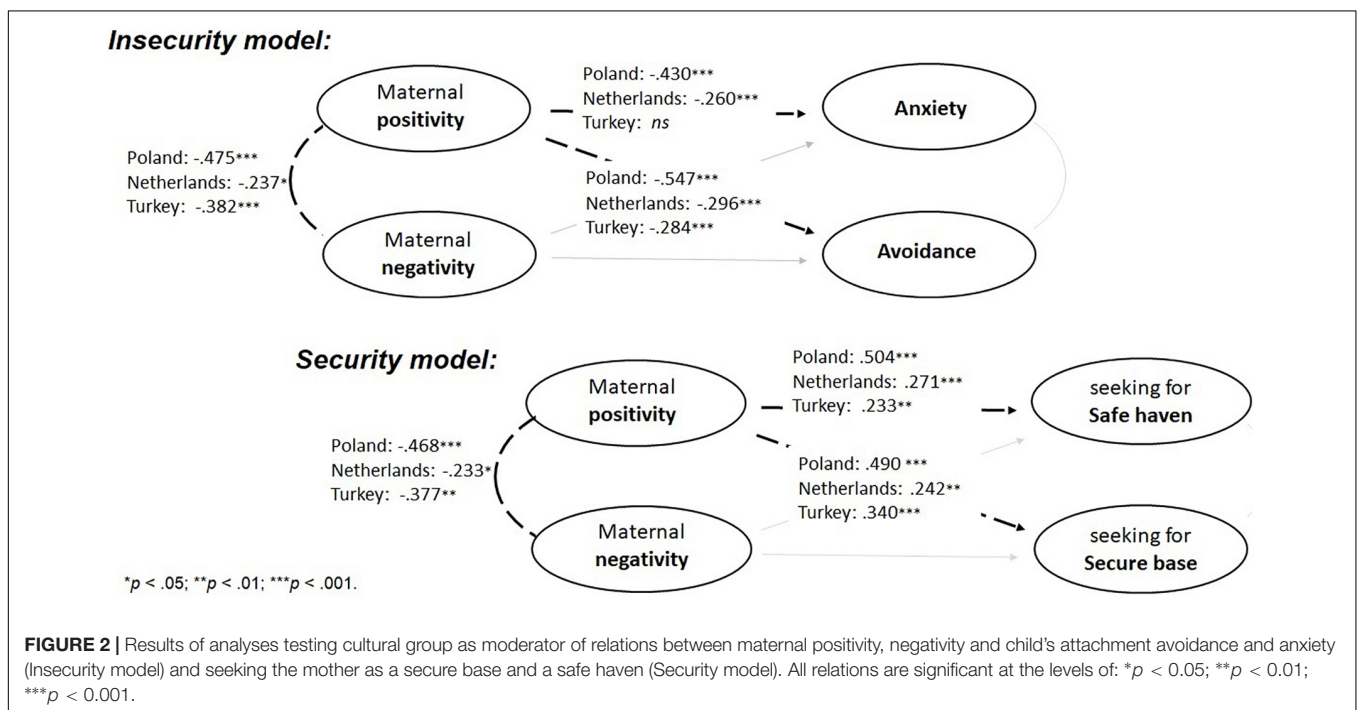 Insecurity model:
Maternal
positivity
Poland: -.430***
Netherlands: -.260***
Turkey: ns
Anxiety
Poland: -.475***
Netherlands: -.237*
Turkey: -.382***
Poland: -.547***
Netherlands: -.296***
Turkey: -.284***
Maternal
negativity
Avoidance
Security model:
Maternal
positivity
Poland: .504***
Netherlands: .271***
Turkey: .233**
seeking for
Safe haven
Poland: -.468***
Netherlands: -.233*
Turkey: -.377**
Poland: .490 ***
Netherlands: .242**
Turkey: .340***
Maternal
negativity
seeking for
Secure base
*p < .05; **p < .01; ***p < .001.
FIGURE 2 | Results of analyses testing cultural group as moderator of relations between maternal positivity, negativity and child's attachment avoidance and anxiety
(Insecurity model) and seeking the mother as a secure base and a safe haven (Security model). All relations are significant at the levels of: *p < 0.05; **p < 0.01;
***p < 0.001.